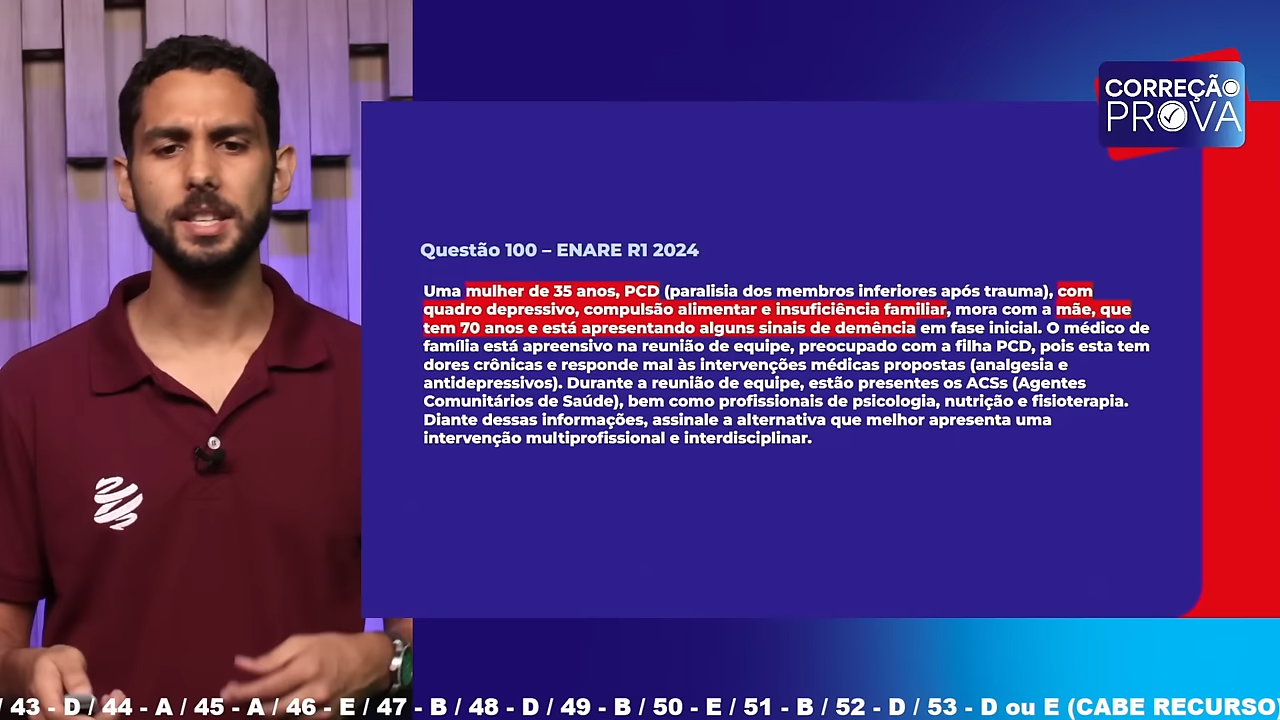 CORREÇÃO
PROVA
Questão 100 – ENARE R1 2024
Uma mulher de 35 anos, PCD (paralisia dos membros inferiores após trauma), com
quadro depressivo, compulsão alimentar e insuficiência familiar, mora com a mãe, que
tem 70 anos e está apresentando alguns sinais de demência em fase inicial. O médico de
família está apreensivo na reunião de equipe, preocupado com a filha PCD, pois esta tem
dores crônicas e responde mal às intervenções médicas propostas (analgesia e
antidepressivos). Durante a reunião de equipe, estão presentes os ACSs (Agentes
Comunitários de Saúde), bem como profissionais de psicologia, nutrição e fisioterapia.
Diante dessas informações, assinale a alternativa que melhor apresenta uma
intervenção multiprofissional e interdisciplinar.
/ 43 - D / 44 - A / 45 - A / 46 - E / 47 - B / 48 - D / 49 - B / 50 - E / 51 - B / 52 - D / 53 - D ou E (CABE RECURSO)